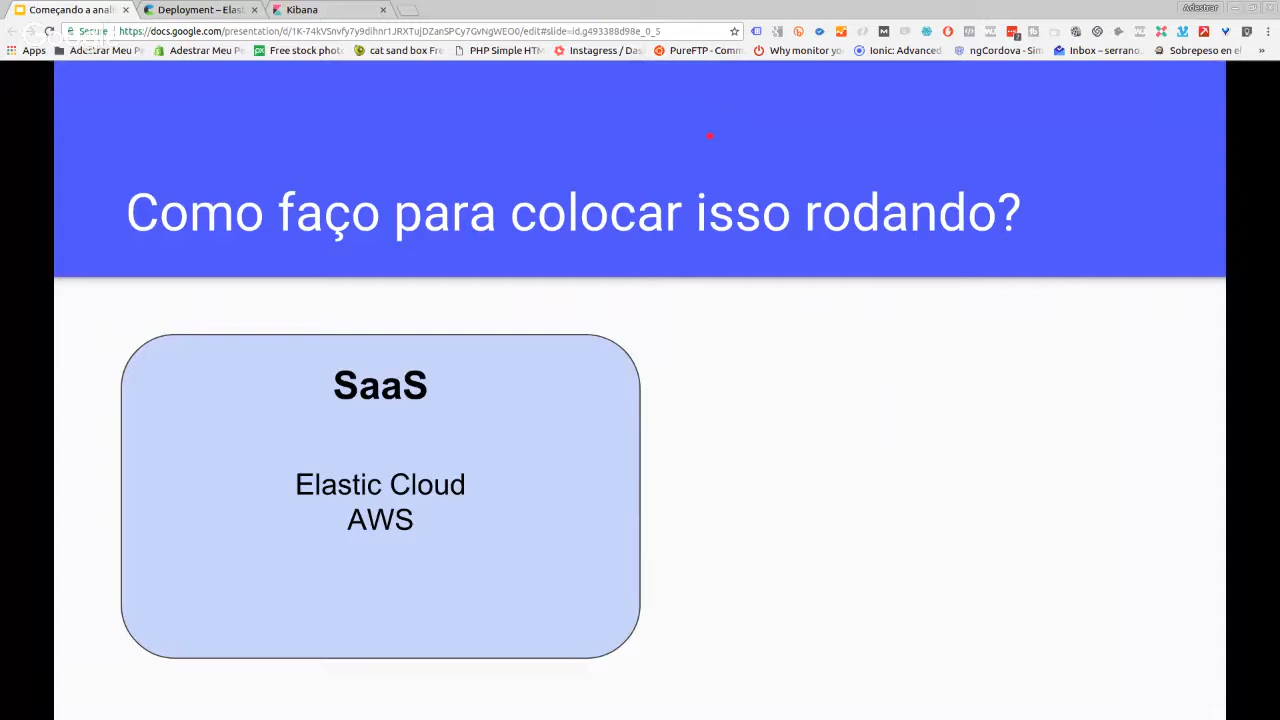 Começando a anali
Deployment – Elast
Kibana
Adestrar
Secure
https://docs.google.com/presentation/d/1K-7TzVSnvfy7y9dihnr1JRXTujDZanSPCy7GWgWEO0/edit#slide=id.g493388d98e_0_5
Apps
Adestrar Meu Pe
Adestrar Meu Pe
Free stock photo
cat sand box Fre
PHP Simple HTM
Instagress / Das
PureFTP - Comm
Why monitor yo
Ionic: Advanced
ngCordova - Sim
Inbox – serrano.
Sobrepeso en el
»
Como faço para colocar isso rodando?
SaaS
Elastic Cloud
AWS